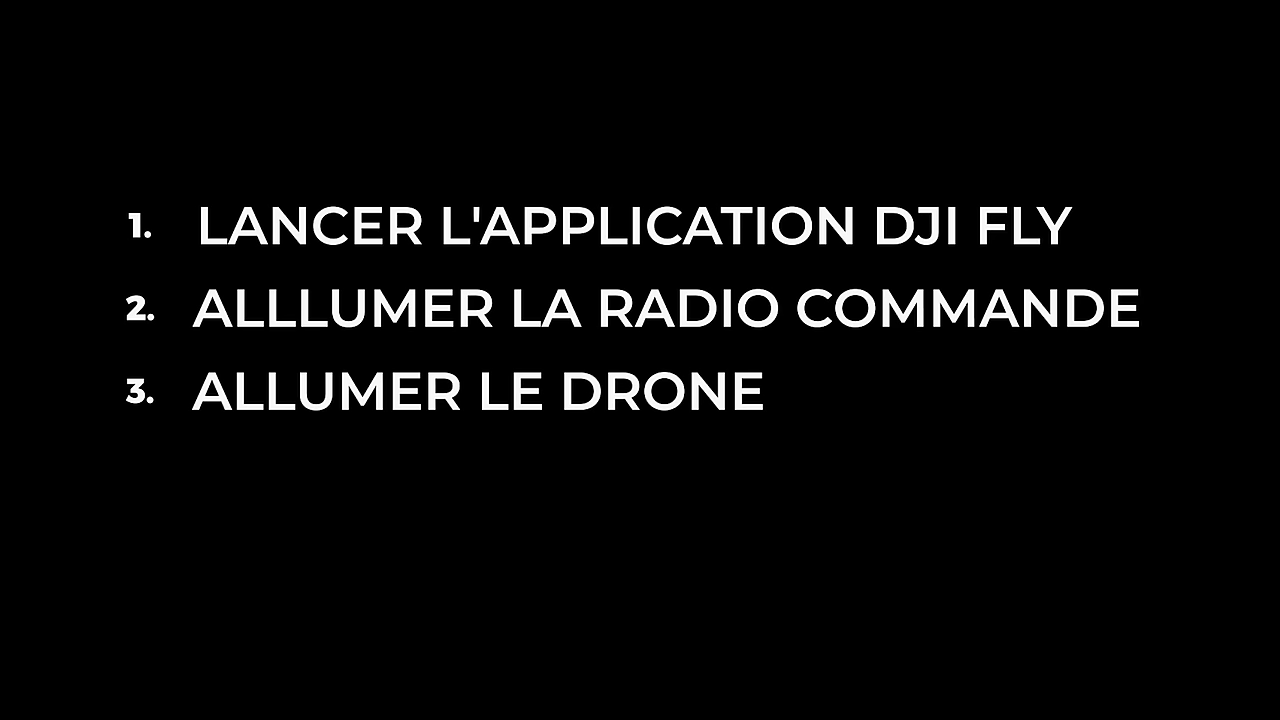 1. LANCER L'APPLICATION DJI FLY
2. ALLLUMER LA RADIO COMMANDE
3. ALLUMER LE DRONE